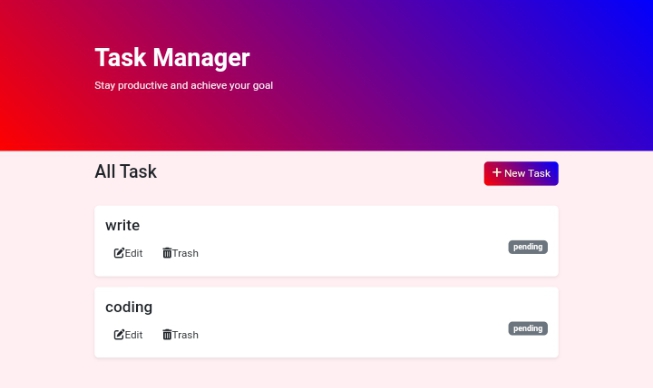 Task Manager
Stay productive and achieve your goal
All Task
+ New Task
write
Edit Trash
pending
coding
Edit Trash
pending